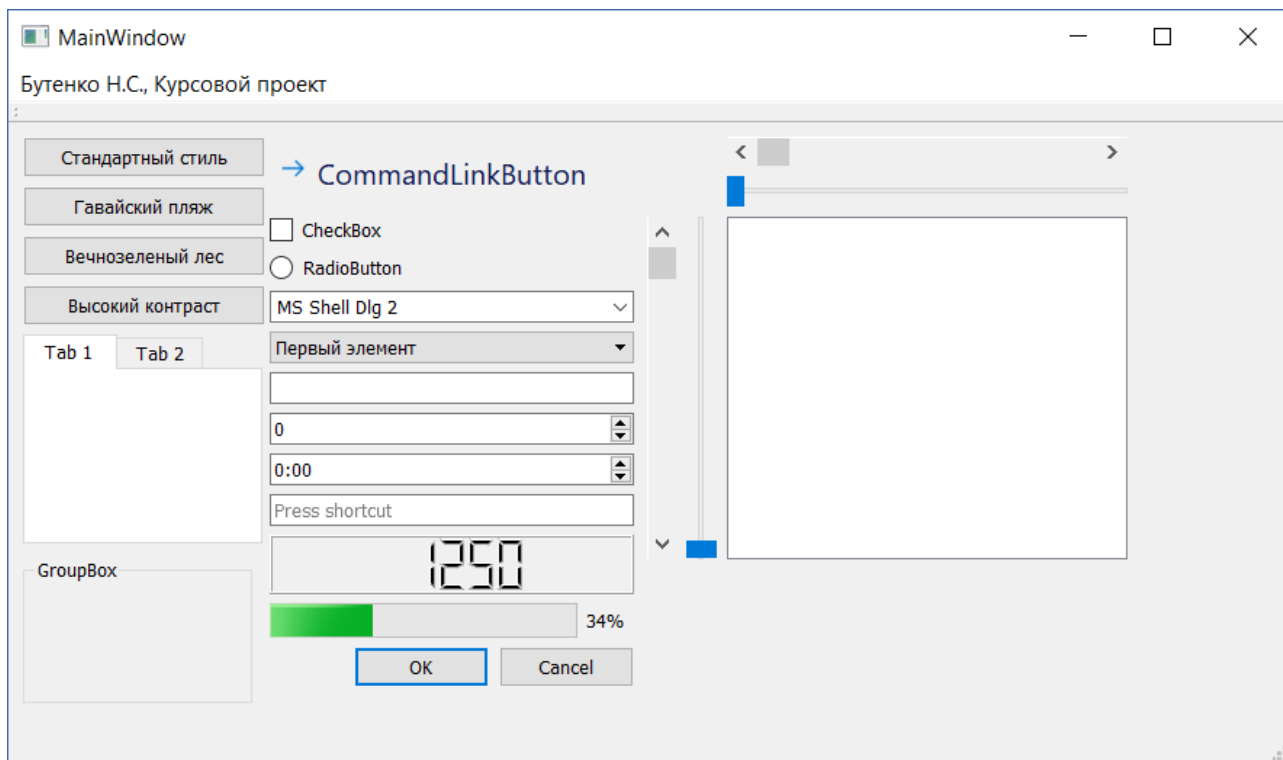 MainWindow
Бутенко Н.С., Курсовой проект
Стандартный стиль
Гавайский пляж
Вечнозеленый лес
Высокий контраст
Tab 1 Tab 2
GroupBox
CommandLinkButton
CheckBox
RadioButton
MS Shell Dlg 2
Первый элемент
0
0:00
Press shortcut
1250
34%
OK Cancel